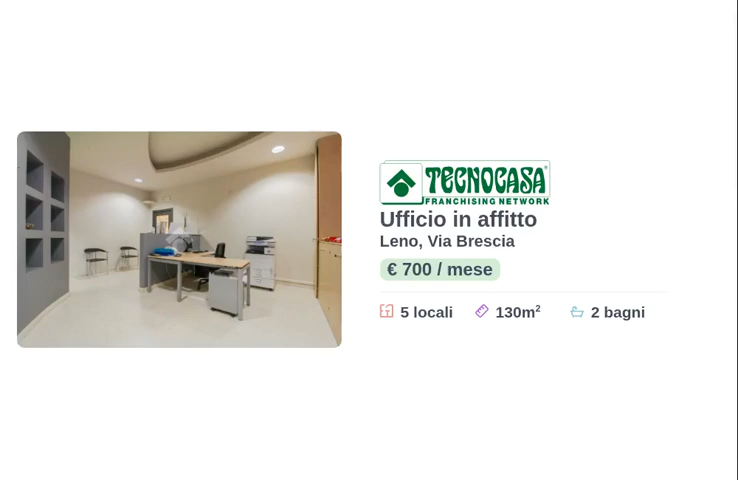 TECNOCASA®
FRANCHISING NETWORK
Ufficio in affitto
Leno, Via Brescia
€ 700 / mese
5 locali
130m²
2 bagni